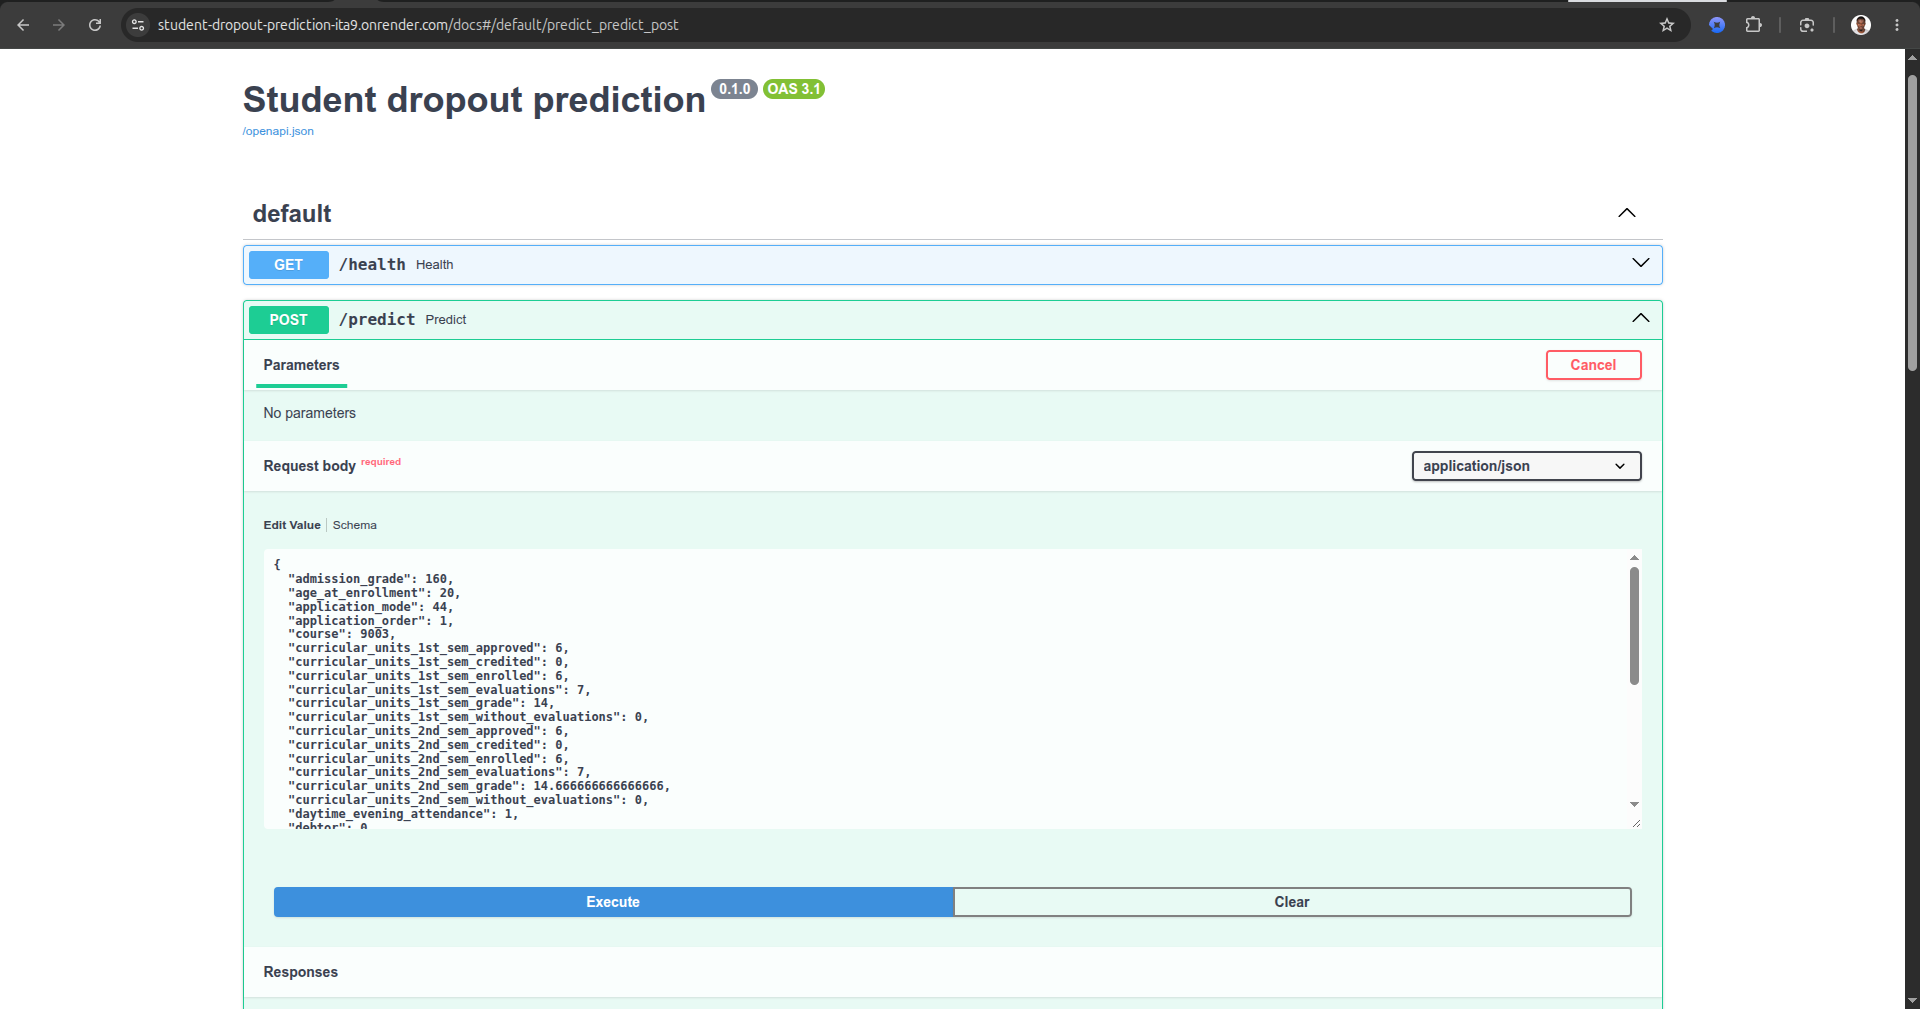 student-dropout-prediction-ita9.onrender.com/docs#/default/predict_predict_post
Student dropout prediction 0.1.0 OAS 3.1
/openapi.json
default
GET /health Health
POST /predict Predict
Parameters Cancel
No parameters
Request body required application/json
Edit Value Schema
{
"admission_grade": 160,
"age_at_enrollment": 20,
"application_mode": 44,
"application_order": 1,
"course": 9003,
"curricular_units_1st_sem_approved": 6,
"curricular_units_1st_sem_credited": 0,
"curricular_units_1st_sem_enrolled": 6,
"curricular_units_1st_sem_evaluations": 7,
"curricular_units_1st_sem_grade": 14,
"curricular_units_1st_sem_without_evaluations": 0,
"curricular_units_2nd_sem_approved": 6,
"curricular_units_2nd_sem_credited": 0,
"curricular_units_2nd_sem_enrolled": 6,
"curricular_units_2nd_sem_evaluations": 7,
"curricular_units_2nd_sem_grade": 14.666666666666666,
"curricular_units_2nd_sem_without_evaluations": 0,
"daytime_evening_attendance": 1,
"debtor": 0
Execute Clear
Responses